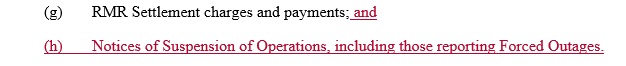 (g) RMR Settlement charges and payments; and
(h) Notices of Suspension of Operations, including those reporting Forced Outages.